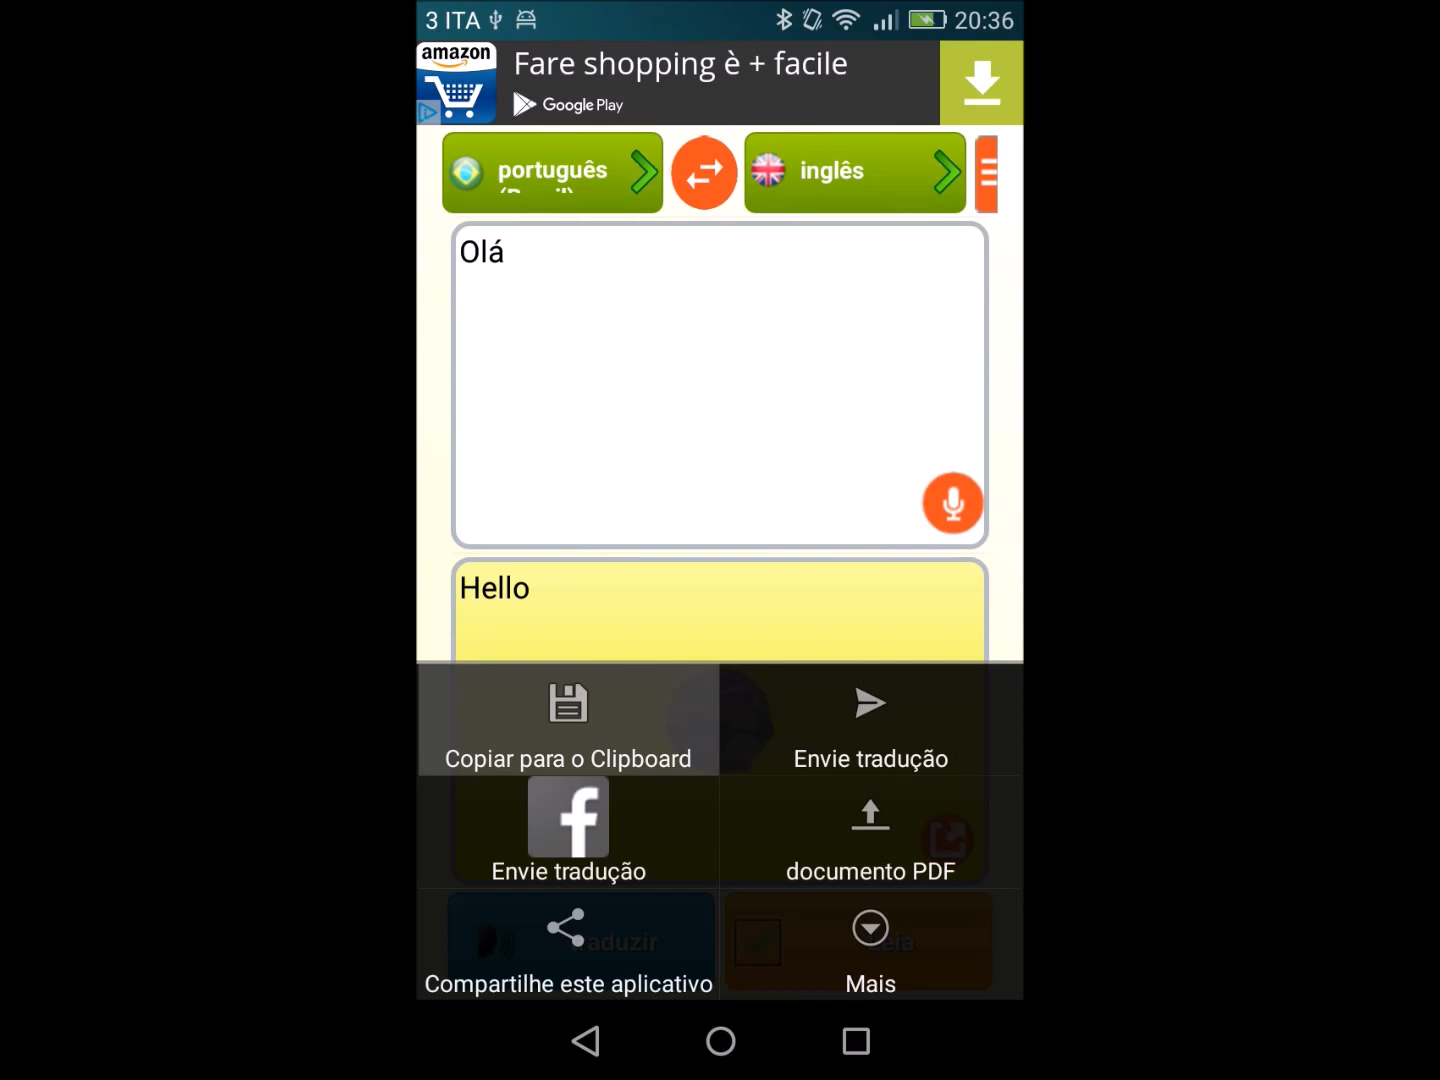 3 ITA
20:36
amazon
Fare shopping è + facile
Google Play
português
(Brasil)
inglês
Olá
Hello
Copiar para o Clipboard
Envie tradução
Envie tradução
documento PDF
Compartilhe este aplicativo
Mais